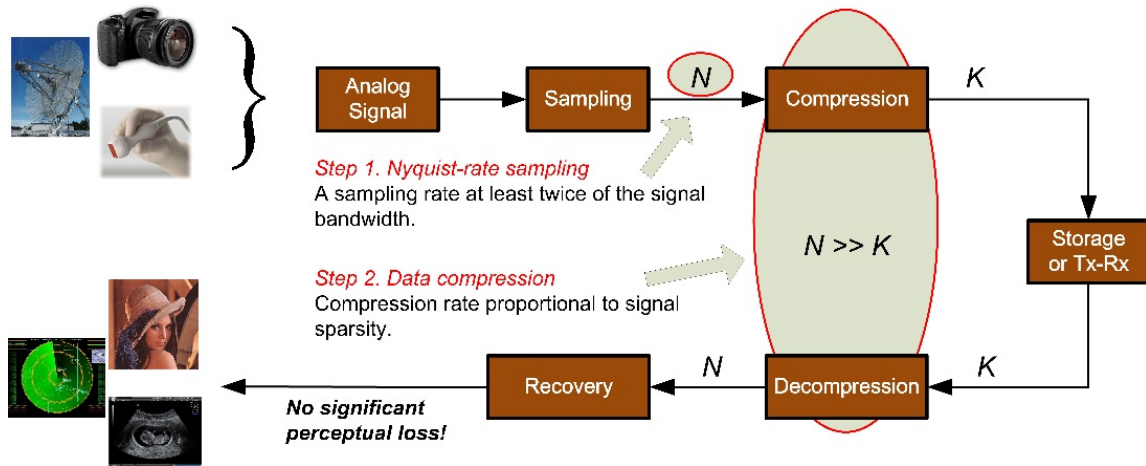 Analog
Signal
Sampling
N
Compression
K
Step 1. Nyquist-rate sampling
A sampling rate at least twice of the signal
bandwidth.
N >> K
Storage
or Tx-Rx
Step 2. Data compression
Compression rate proportional to signal
sparsity.
Recovery
N
Decompression
K
No significant
perceptual loss!